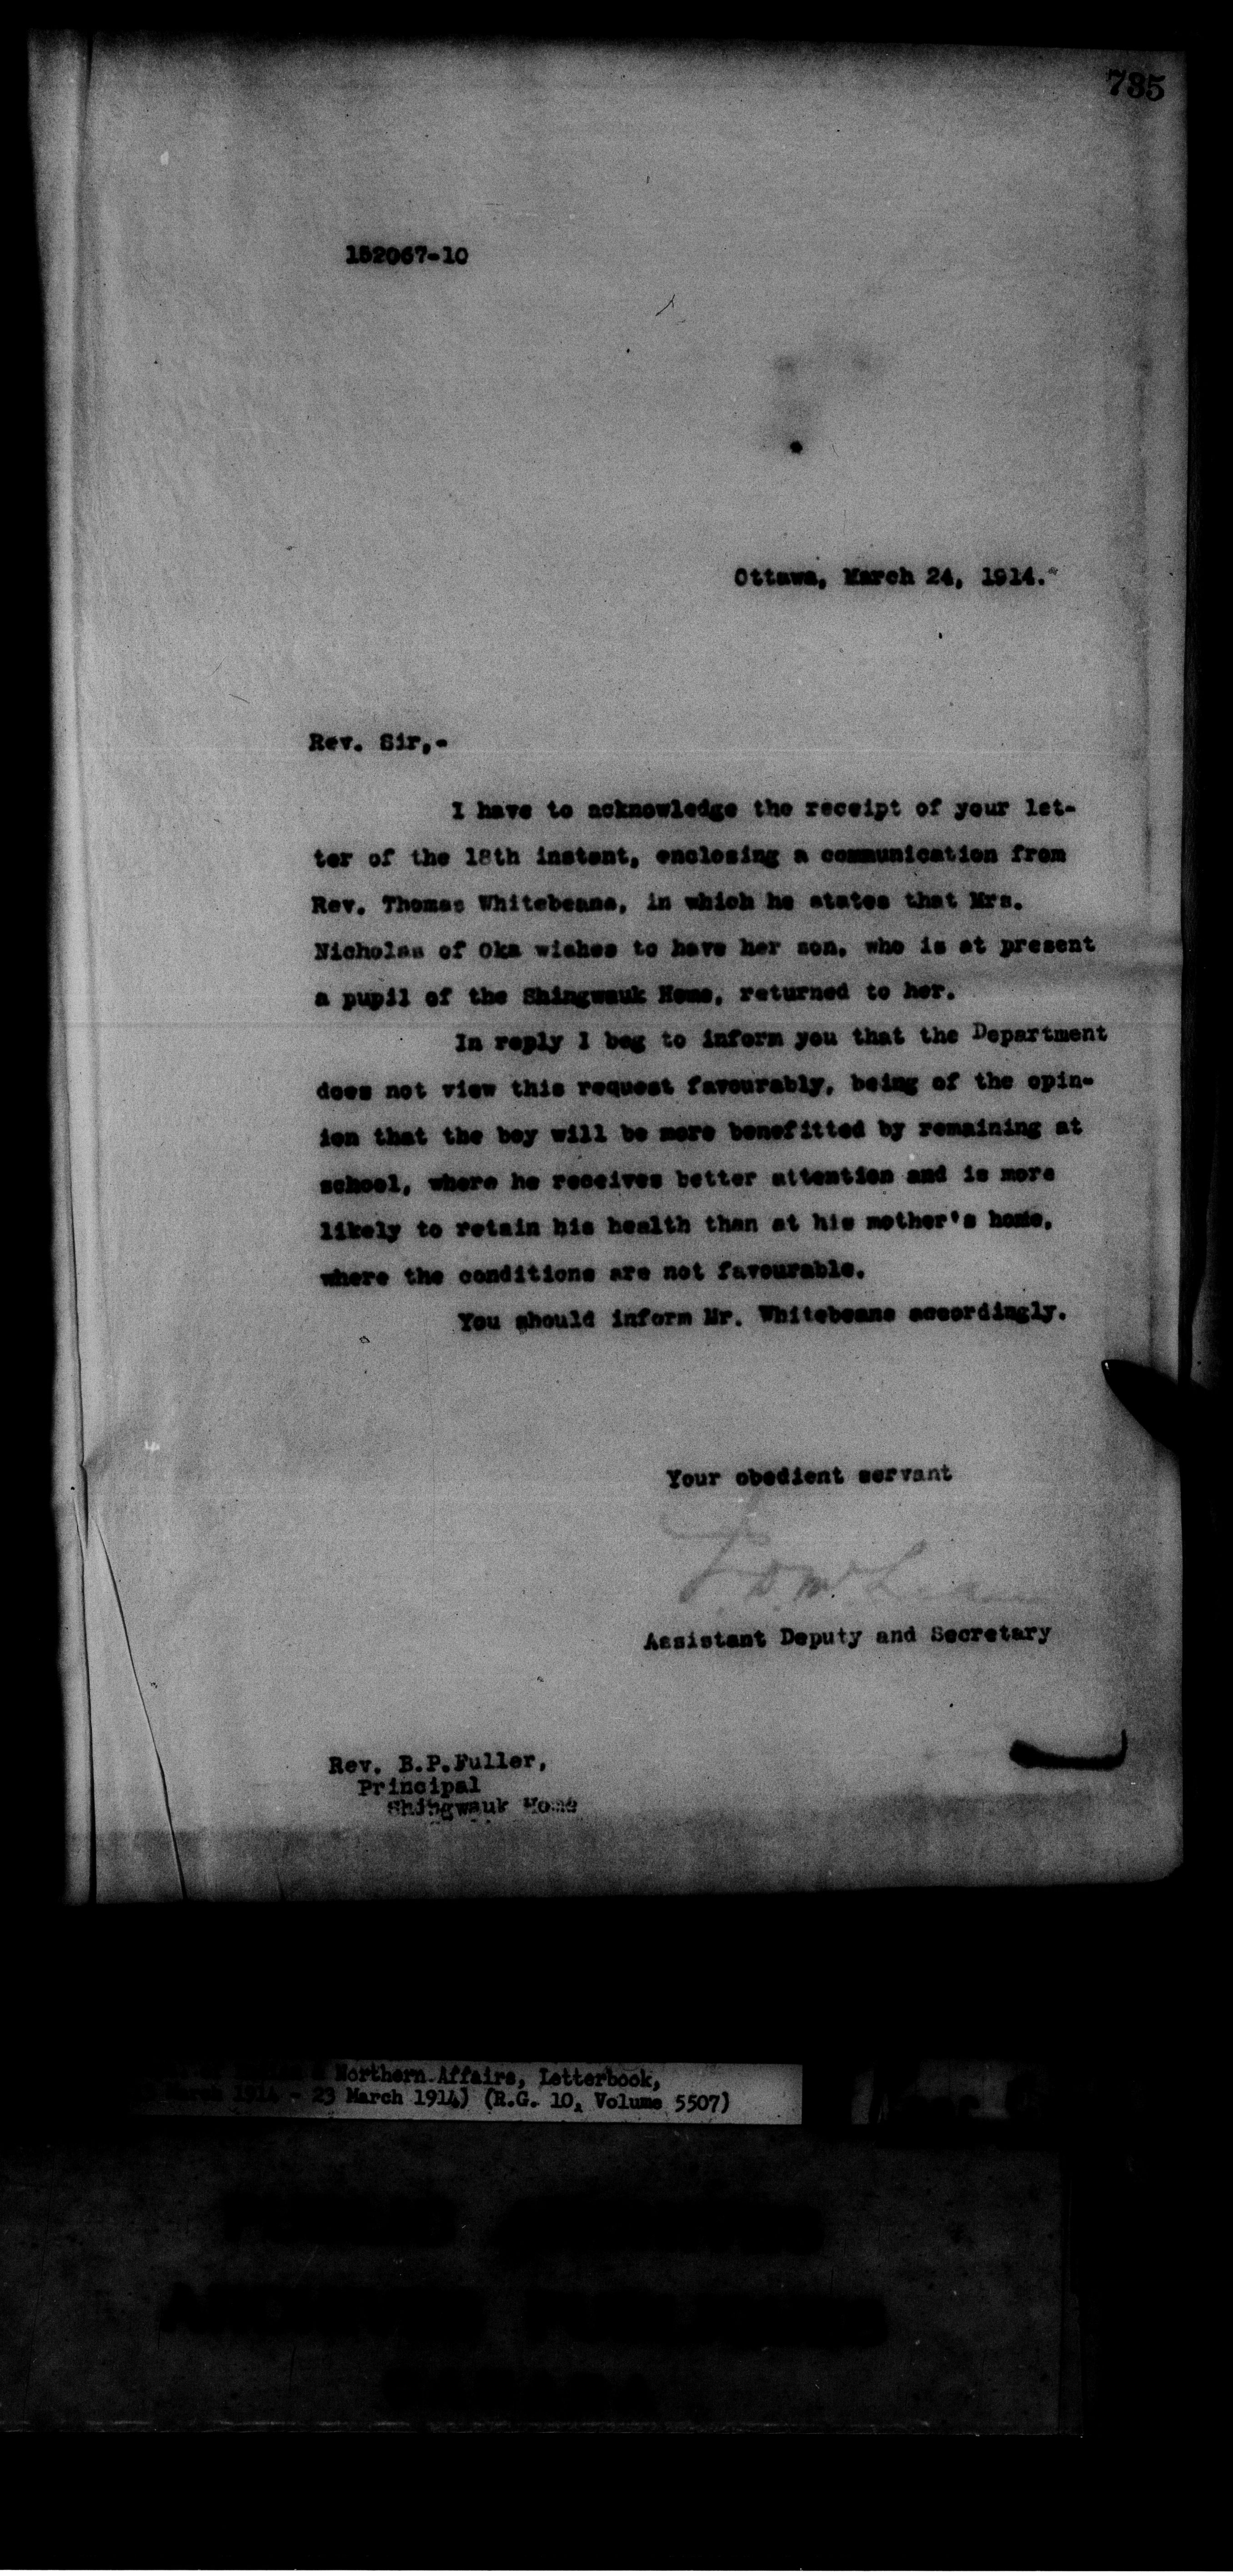 735
152067-10
Ottawa, March 24, 1914.
Rev. Sir,-
I have to acknowledge the receipt of your let-
ter of the 18th instant, enclosing a communication from
Rev. Thomas Whitebeans, in which he states that Mrs.
Nicholas of Oka wishes to have her son, who is at present
a pupil of the Shingwauk Home, returned to her.
In reply I beg to inform you that the Department
does not view this request favourably, being of the opin-
ion that the boy will be more benefitted by remaining at
school, where he receives better attention and is more
likely to retain his health than at his mother's home,
where the conditions are not favourable.
You should inform Mr. Whitebeans accordingly.
Your obedient servant
J. D. McLean
Assistant Deputy and Secretary
Rev. B.P.Fuller,
Principal
Shingwauk Home
Northern Affairs, Letterbook,
March 1914 - 23 March 1914) (R.G. 10, Volume 5507)